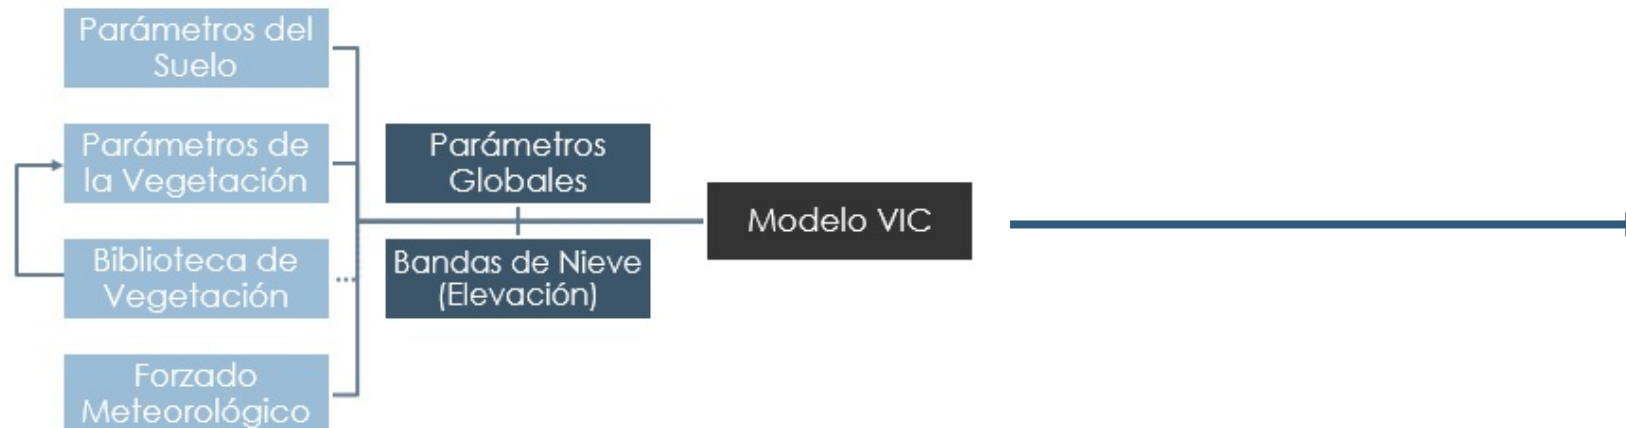 Parámetros del
Suelo
Parámetros de
la Vegetación
Biblioteca de
Vegetación
Forzado
Meteorológico
Parámetros
Globales
Bandas de Nieve
(Elevación)
Modelo VIC